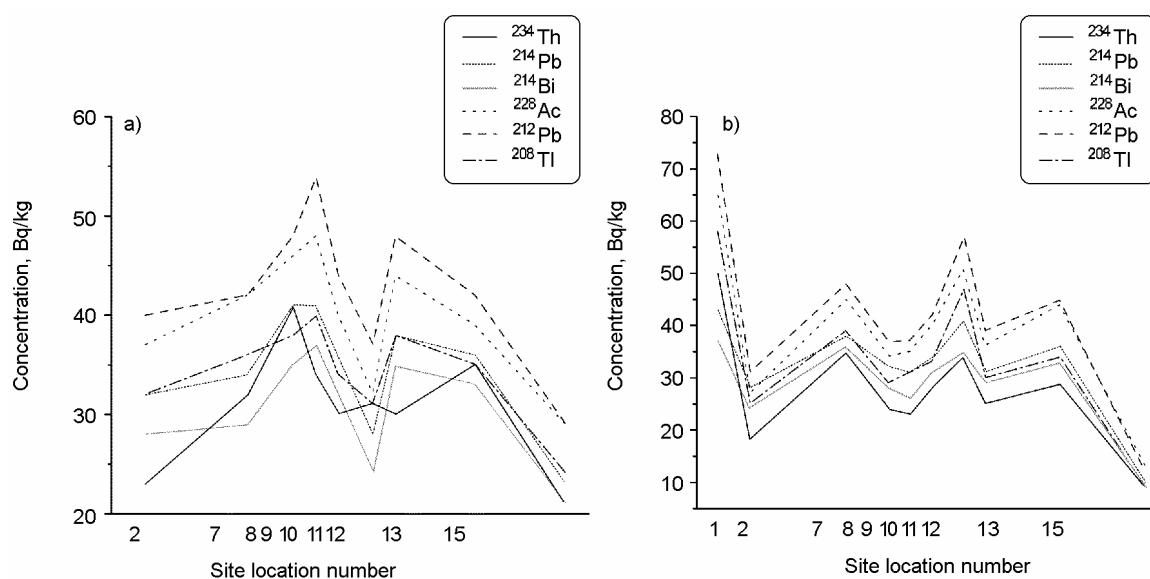 ²³⁴Th
²¹⁴Pb
²¹⁴Bi
²²⁸Ac
²¹²Pb
²⁰⁸Tl
a)
60
50
40
30
20
Concentration, Bq/kg
2 7 8 9 10 11 12 13 15
Site location number
²³⁴Th
²¹⁴Pb
²¹⁴Bi
²²⁸Ac
²¹²Pb
²⁰⁸Tl
b)
80
70
60
50
40
30
20
10
Concentration, Bq/kg
1 2 7 8 9 10 11 12 13 15
Site location number